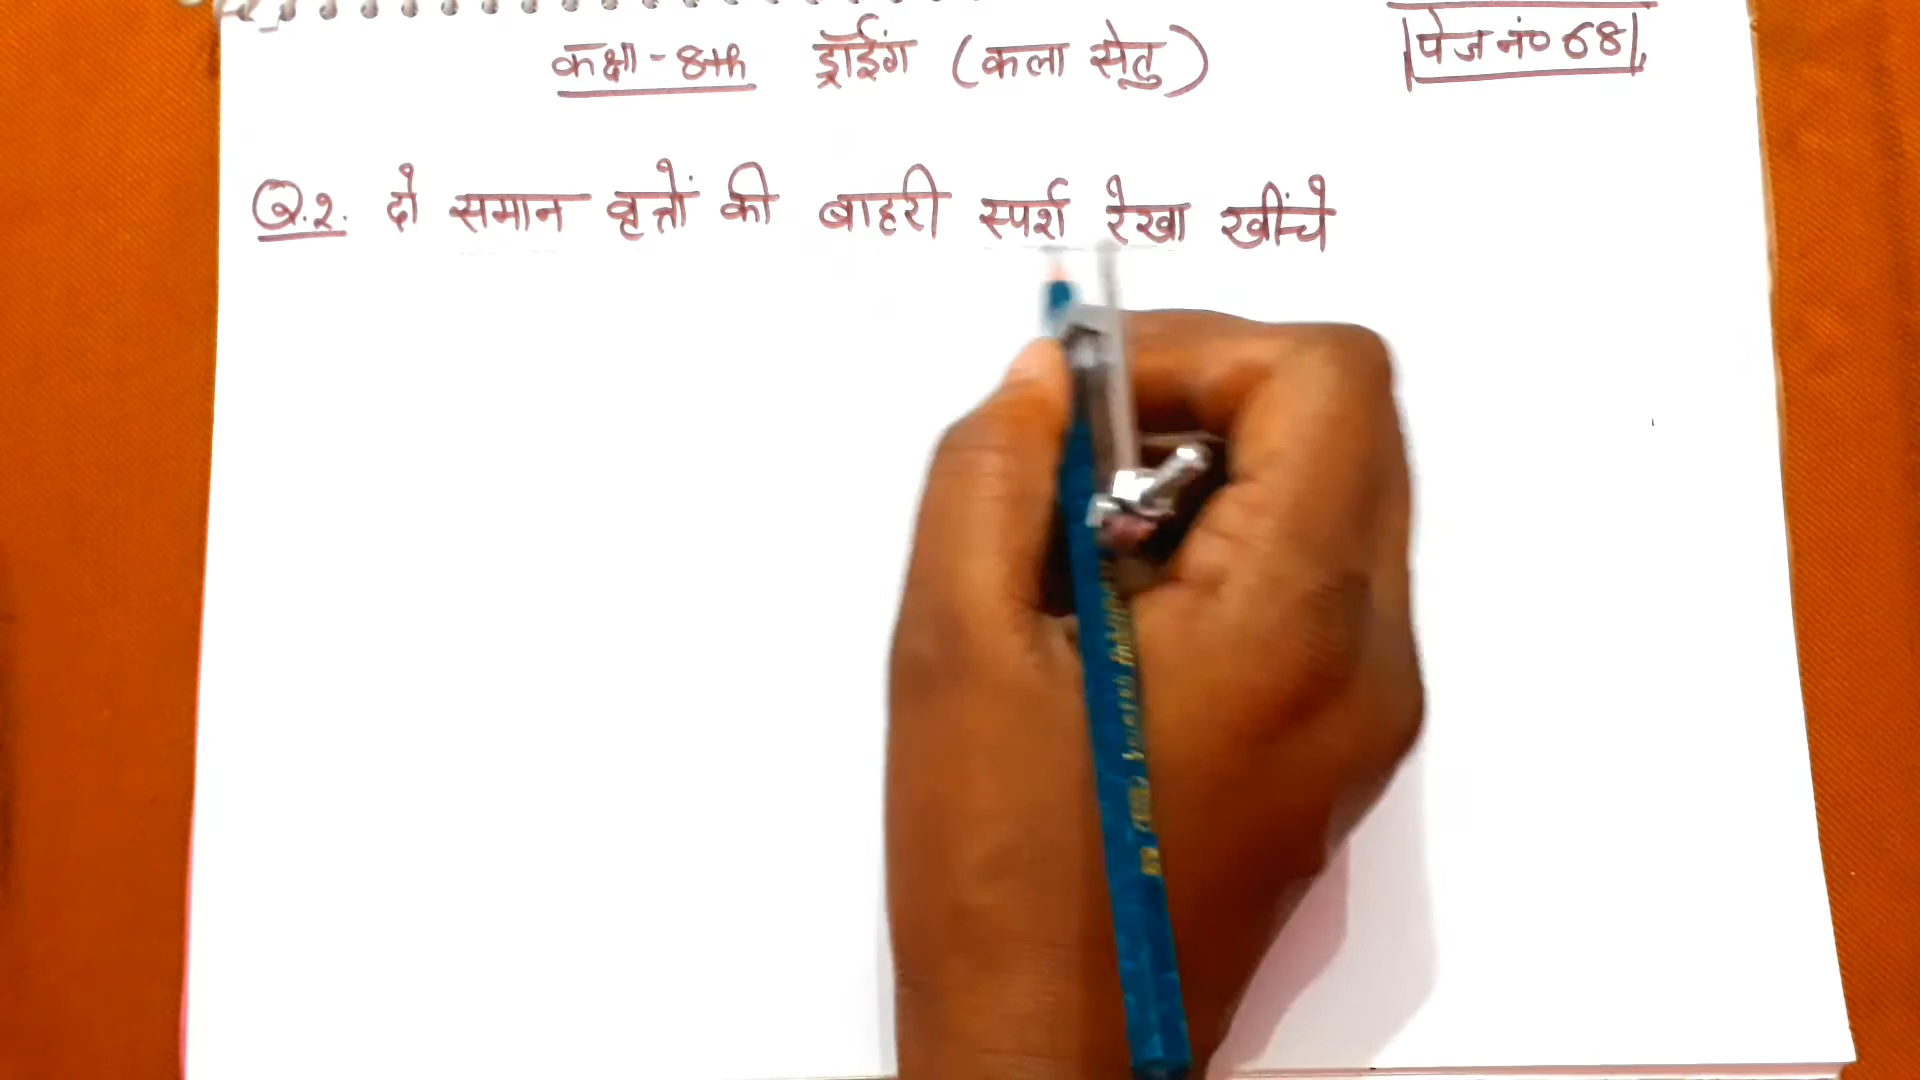 कक्षा - 8th ड्रॉईंग (कला सेतु)
पेज नं० 68
Q.2. दो समान वृत्तों की बाहरी स्पर्श रेखा खींचे